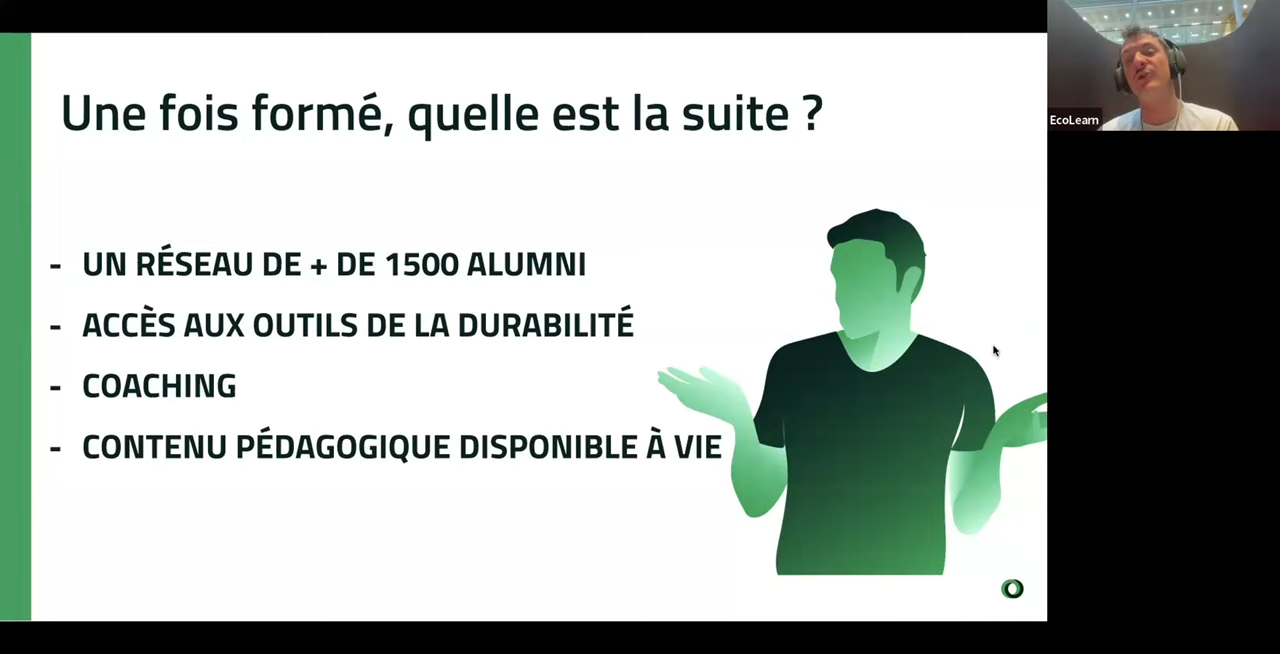 Une fois formé, quelle est la suite ?
- UN RÉSEAU DE + DE 1500 ALUMNI
- ACCÈS AUX OUTILS DE LA DURABILITÉ
- COACHING
- CONTENU PÉDAGOGIQUE DISPONIBLE À VIE
EcoLearn